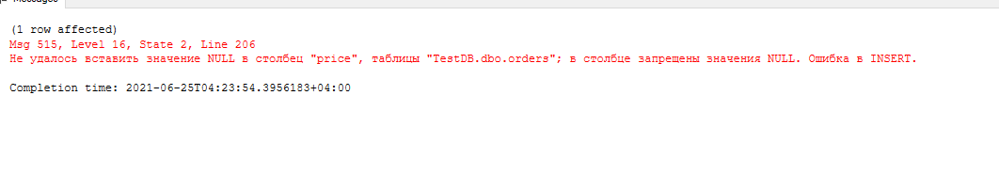 Messages
(1 row affected)
Msg 515, Level 16, State 2, Line 206
Не удалось вставить значение NULL в столбец "price", таблицы "TestDB.dbo.orders"; в столбце запрещены значения NULL. Ошибка в INSERT.
Completion time: 2021-06-25T04:23:54.3956183+04:00